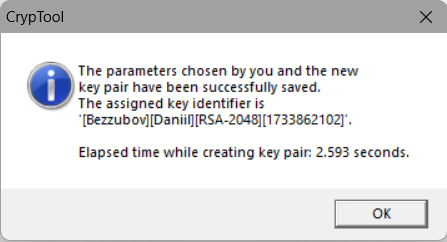 CrypTool
The parameters chosen by you and the new
key pair have been successfully saved.
The assigned key identifier is
'[Bezzubov][Daniil][RSA-2048][1733862102]'.
Elapsed time while creating key pair: 2.593 seconds.
OK